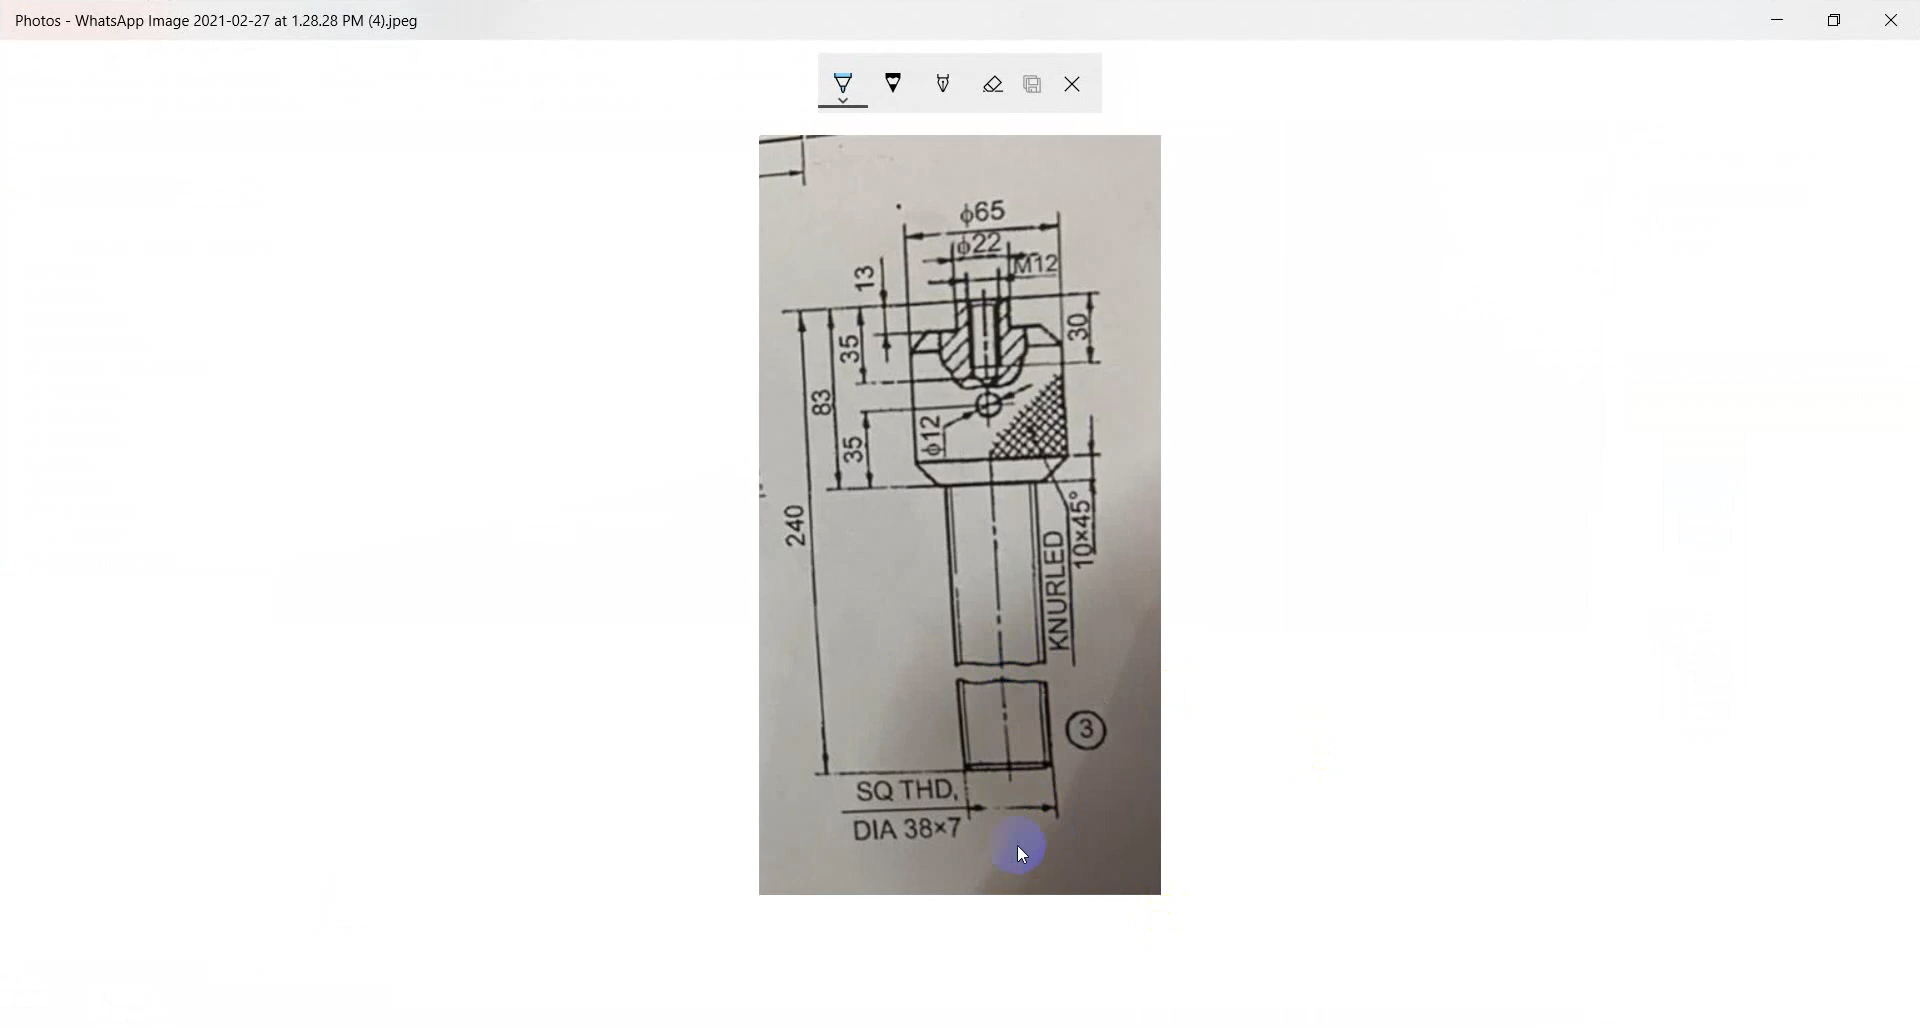 Photos - WhatsApp Image 2021-02-27 at 1.28.28 PM (4).jpeg
ϕ65
ϕ22
M12
13
30
35
83
ϕ12
35
240
10×45°
KNURLED
3
SQ THD,
DIA 38×7